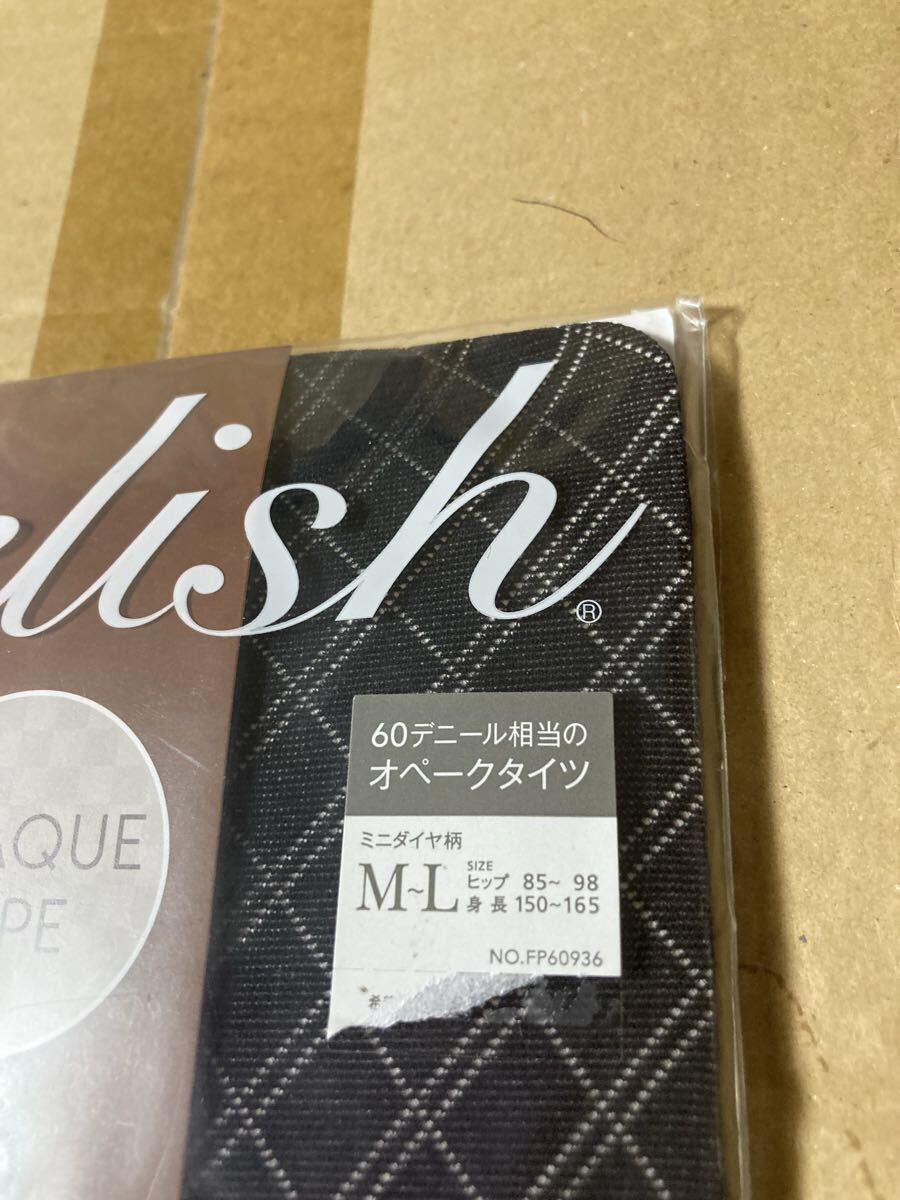 lish®
AQUE
PE
60デニール相当の
オペークタイツ
ミニダイヤ柄
M~L SIZE
ヒップ 85~ 98
身長 150~165
NO.FP60936
希